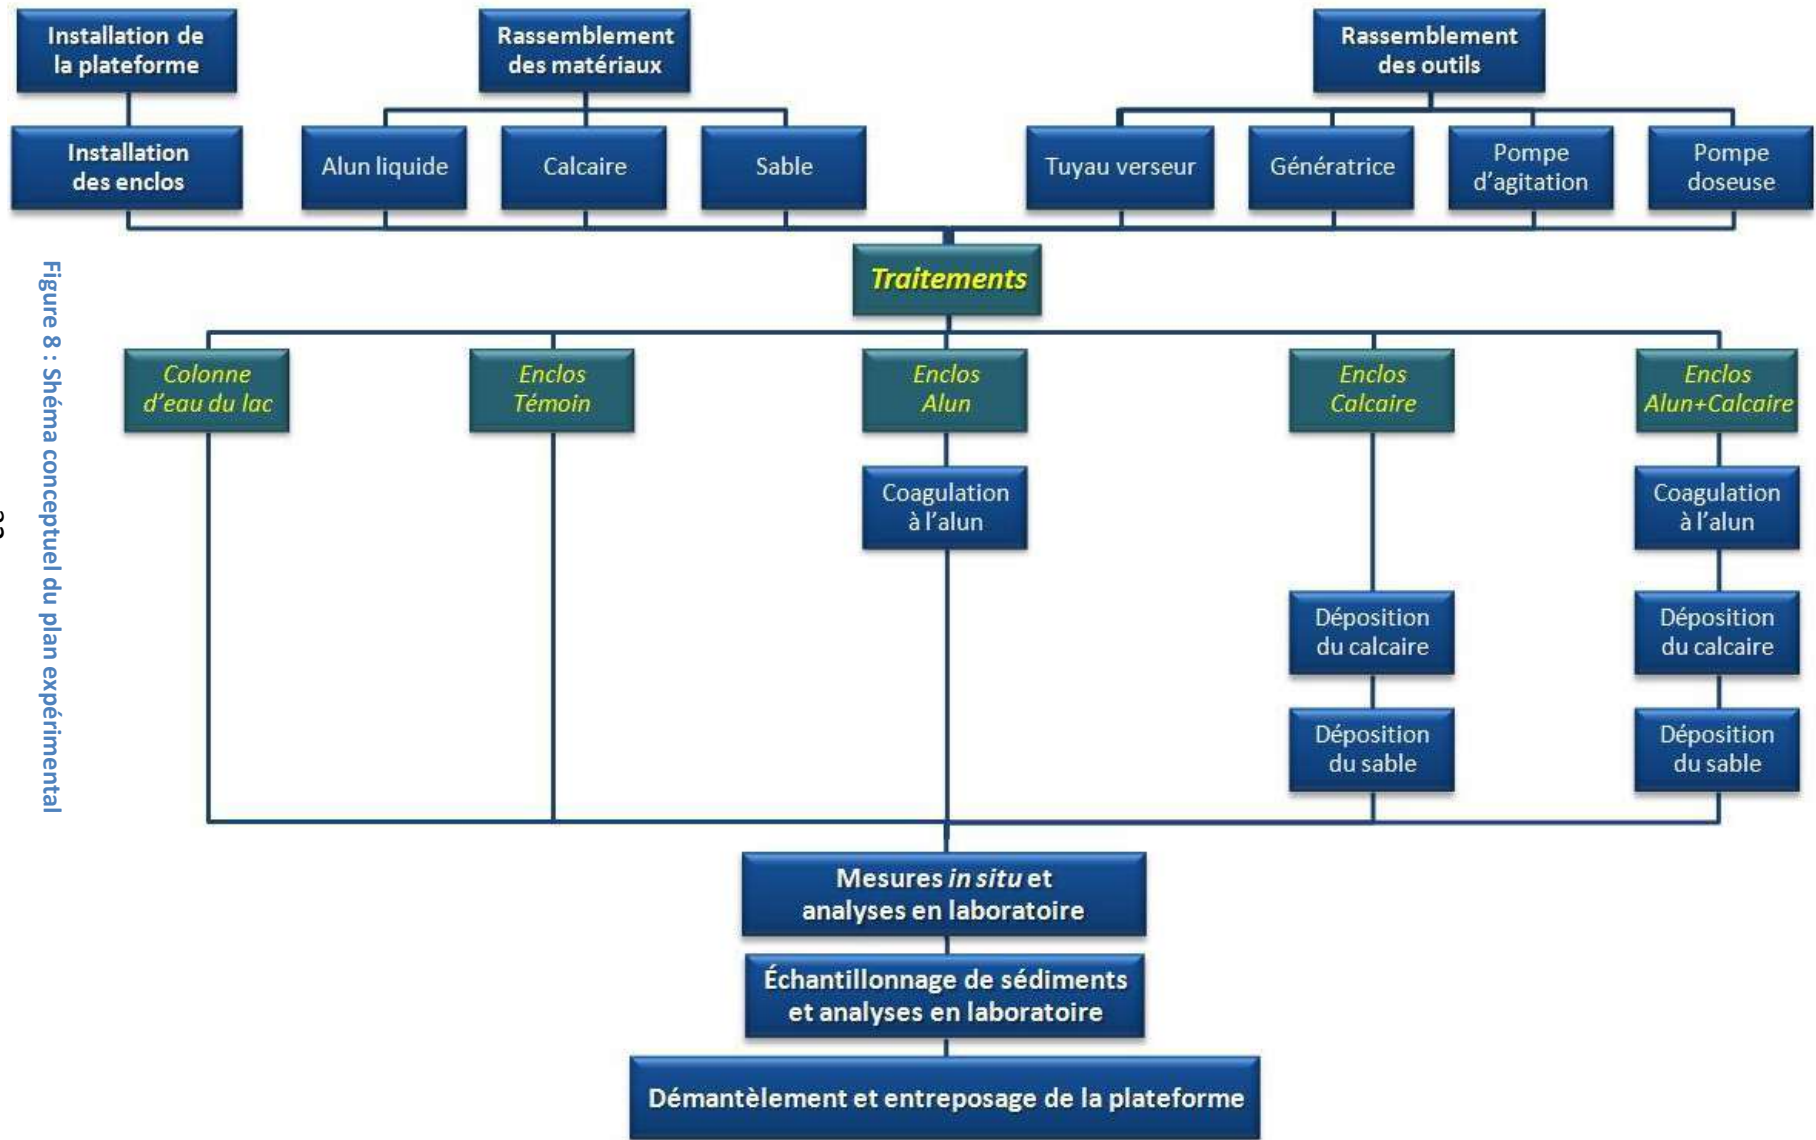 Installation de
la plateforme
Rassemblement
des matériaux
Rassemblement
des outils
Installation
des enclos
Alun liquide
Calcaire
Sable
Tuyau verseur
Génératrice
Pompe
d'agitation
Pompe
doseuse
Traitements
Colonne
d'eau du lac
Enclos
Témoin
Enclos
Alun
Enclos
Calcaire
Enclos
Alun+Calcaire
Coagulation
à l'alun
Coagulation
à l'alun
Déposition
du calcaire
Déposition
du calcaire
Déposition
du sable
Déposition
du sable
Mesures in situ et
analyses en laboratoire
Échantillonnage de sédiments
et analyses en laboratoire
Démantèlement et entreposage de la plateforme
Figure 8 : Shéma conceptuel du plan expérimental